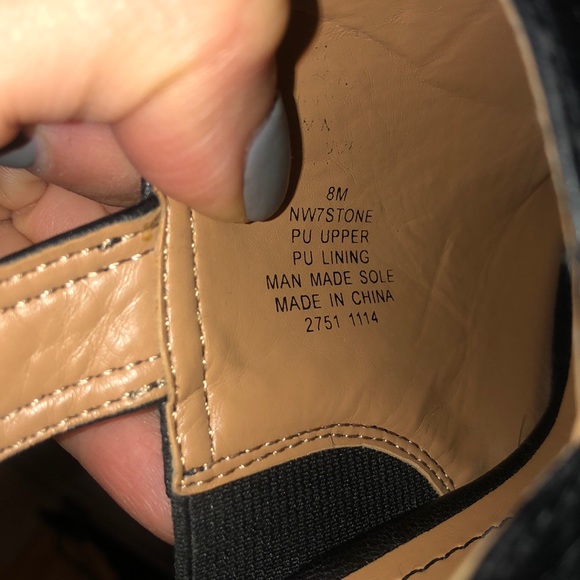 8M
NW7STONE
PU UPPER
PU LINING
MAN MADE SOLE
MADE IN CHINA
2751 1114